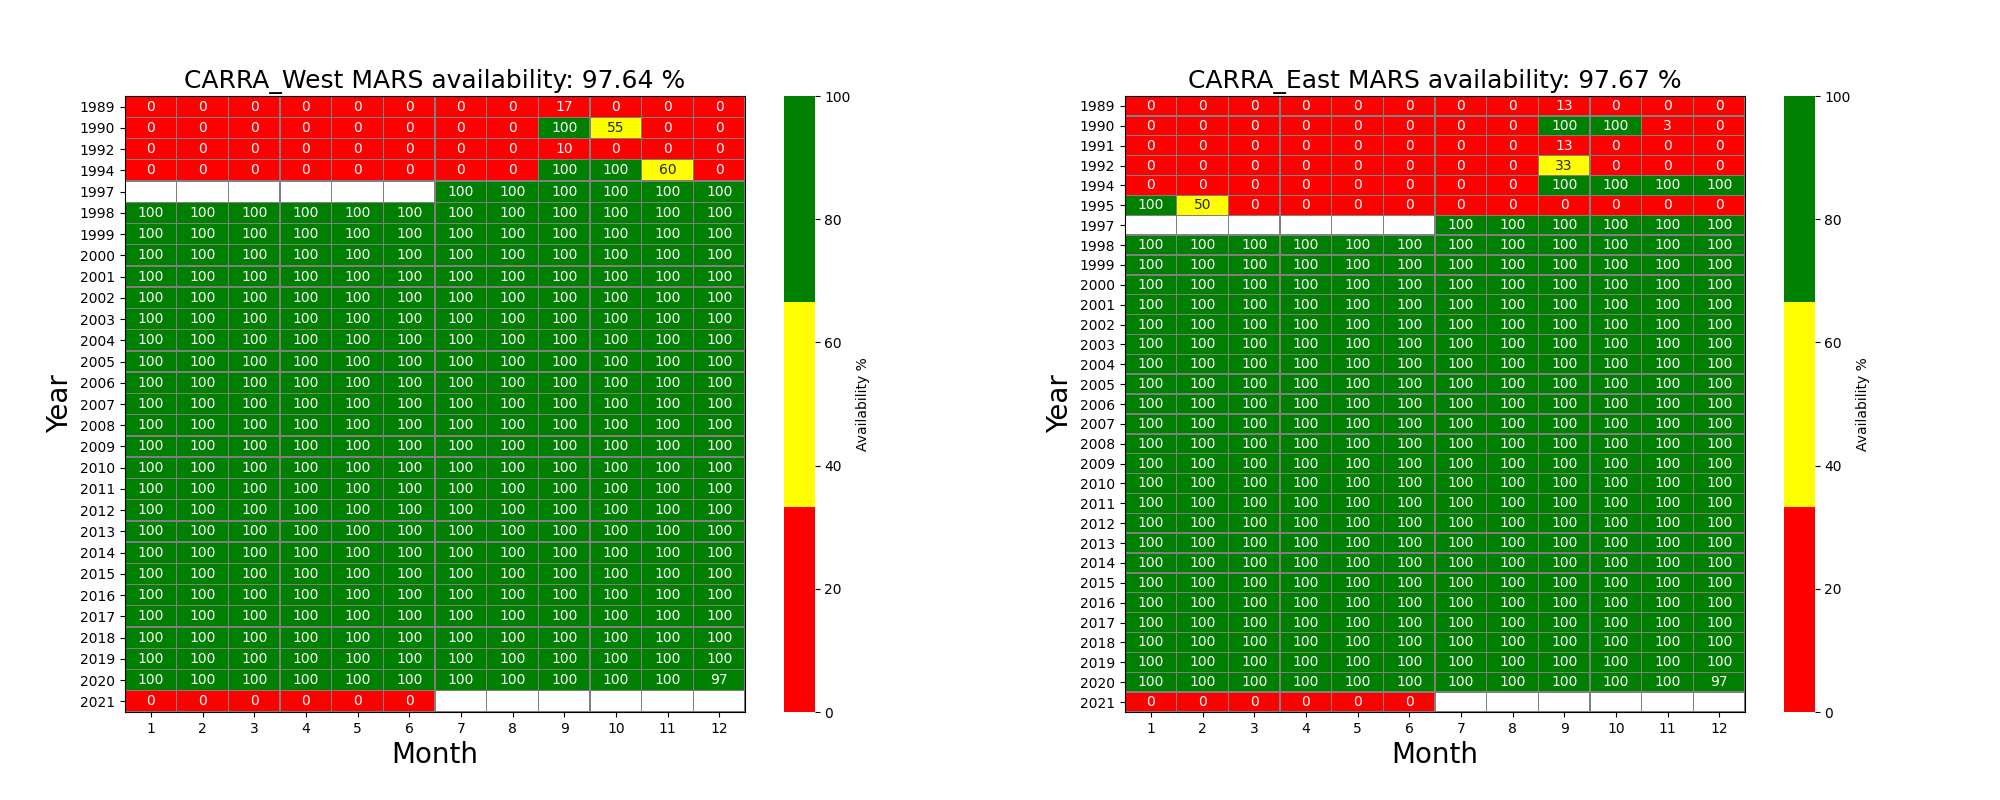 CARRA_West MARS availability: 97.64 %
1989 0 0 0 0 0 0 0 0 17 0 0 0
1990 0 0 0 0 0 0 0 0 100 55 0 0
1992 0 0 0 0 0 0 0 0 10 0 0 0
1994 0 0 0 0 0 0 0 0 100 100 60 0
1997 100 100 100 100 100 100
1998 100 100 100 100 100 100 100 100 100 100 100 100
1999 100 100 100 100 100 100 100 100 100 100 100 100
2000 100 100 100 100 100 100 100 100 100 100 100 100
2001 100 100 100 100 100 100 100 100 100 100 100 100
2002 100 100 100 100 100 100 100 100 100 100 100 100
2003 100 100 100 100 100 100 100 100 100 100 100 100
2004 100 100 100 100 100 100 100 100 100 100 100 100
2005 100 100 100 100 100 100 100 100 100 100 100 100
2006 100 100 100 100 100 100 100 100 100 100 100 100
2007 100 100 100 100 100 100 100 100 100 100 100 100
2008 100 100 100 100 100 100 100 100 100 100 100 100
2009 100 100 100 100 100 100 100 100 100 100 100 100
2010 100 100 100 100 100 100 100 100 100 100 100 100
2011 100 100 100 100 100 100 100 100 100 100 100 100
2012 100 100 100 100 100 100 100 100 100 100 100 100
2013 100 100 100 100 100 100 100 100 100 100 100 100
2014 100 100 100 100 100 100 100 100 100 100 100 100
2015 100 100 100 100 100 100 100 100 100 100 100 100
2016 100 100 100 100 100 100 100 100 100 100 100 100
2017 100 100 100 100 100 100 100 100 100 100 100 100
2018 100 100 100 100 100 100 100 100 100 100 100 100
2019 100 100 100 100 100 100 100 100 100 100 100 100
2020 100 100 100 100 100 100 100 100 100 100 100 97
2021 0 0 0 0 0 0
1 2 3 4 5 6 7 8 9 10 11 12
Month
Year
100
80
60
40
20
0
Availability %
CARRA_East MARS availability: 97.67 %
1989 0 0 0 0 0 0 0 0 13 0 0 0
1990 0 0 0 0 0 0 0 0 100 100 3 0
1991 0 0 0 0 0 0 0 0 13 0 0 0
1992 0 0 0 0 0 0 0 0 33 0 0 0
1994 0 0 0 0 0 0 0 0 100 100 100 100
1995 100 50 0 0 0 0 0 0 0 0 0 0
1997 100 100 100 100 100 100
1998 100 100 100 100 100 100 100 100 100 100 100 100
1999 100 100 100 100 100 100 100 100 100 100 100 100
2000 100 100 100 100 100 100 100 100 100 100 100 100
2001 100 100 100 100 100 100 100 100 100 100 100 100
2002 100 100 100 100 100 100 100 100 100 100 100 100
2003 100 100 100 100 100 100 100 100 100 100 100 100
2004 100 100 100 100 100 100 100 100 100 100 100 100
2005 100 100 100 100 100 100 100 100 100 100 100 100
2006 100 100 100 100 100 100 100 100 100 100 100 100
2007 100 100 100 100 100 100 100 100 100 100 100 100
2008 100 100 100 100 100 100 100 100 100 100 100 100
2009 100 100 100 100 100 100 100 100 100 100 100 100
2010 100 100 100 100 100 100 100 100 100 100 100 100
2011 100 100 100 100 100 100 100 100 100 100 100 100
2012 100 100 100 100 100 100 100 100 100 100 100 100
2013 100 100 100 100 100 100 100 100 100 100 100 100
2014 100 100 100 100 100 100 100 100 100 100 100 100
2015 100 100 100 100 100 100 100 100 100 100 100 100
2016 100 100 100 100 100 100 100 100 100 100 100 100
2017 100 100 100 100 100 100 100 100 100 100 100 100
2018 100 100 100 100 100 100 100 100 100 100 100 100
2019 100 100 100 100 100 100 100 100 100 100 100 100
2020 100 100 100 100 100 100 100 100 100 100 100 97
2021 0 0 0 0 0 0
1 2 3 4 5 6 7 8 9 10 11 12
Month
Year
100
80
60
40
20
0
Availability %